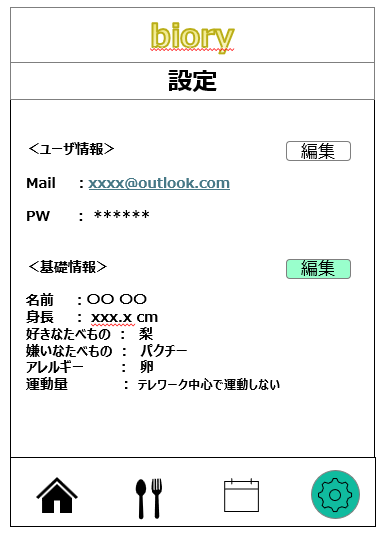 biory
設定
＜ユーザ情報＞ 編集
Mail ： xxxx@outlook.com
PW ： ******
＜基礎情報＞ 編集
名前 ：〇〇 〇〇
身長 ： xxx.x cm
好きなたべもの ： 梨
嫌いなたべもの ： パクチー
アレルギー ： 卵
運動量 ： テレワーク中心で運動しない